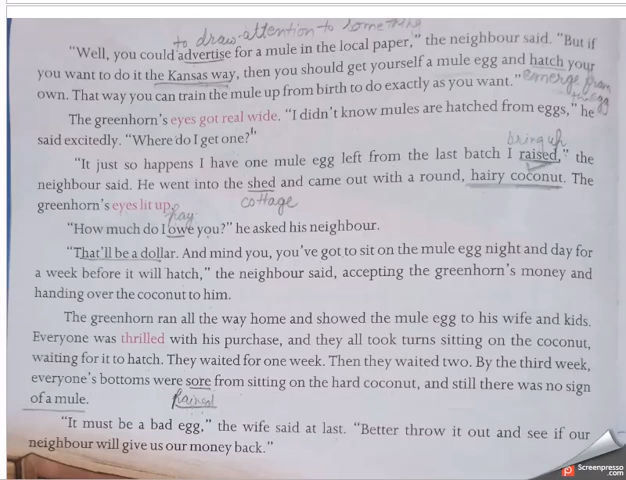 to draw attention to something
"Well, you could advertise for a mule in the local paper," the neighbour said. "But if
you want to do it the Kansas way, then you should get yourself a mule egg and hatch your
own. That way you can train the mule up from birth to do exactly as you want." emerge from
the egg
The greenhorn's eyes got real wide. "I didn't know mules are hatched from eggs," he
said excitedly. "Where do I get one?"
bring up
"It just so happens I have one mule egg left from the last batch I raised," the
neighbour said. He went into the shed and came out with a round, hairy coconut. The
greenhorn's eyes lit up.
cottage
pay
"How much do I owe you?" he asked his neighbour.
"That'll be a dollar. And mind you, you've got to sit on the mule egg night and day for
a week before it will hatch," the neighbour said, accepting the greenhorn's money and
handing over the coconut to him.
The greenhorn ran all the way home and showed the mule egg to his wife and kids.
Everyone was thrilled with his purchase, and they all took turns sitting on the coconut,
waiting for it to hatch. They waited for one week. Then they waited two. By the third week,
everyone's bottoms were sore from sitting on the hard coconut, and still there was no sign
of a mule.
Pained
"It must be a bad egg," the wife said at last. "Better throw it out and see if our
neighbour will give us our money back."
Screenpresso
.com